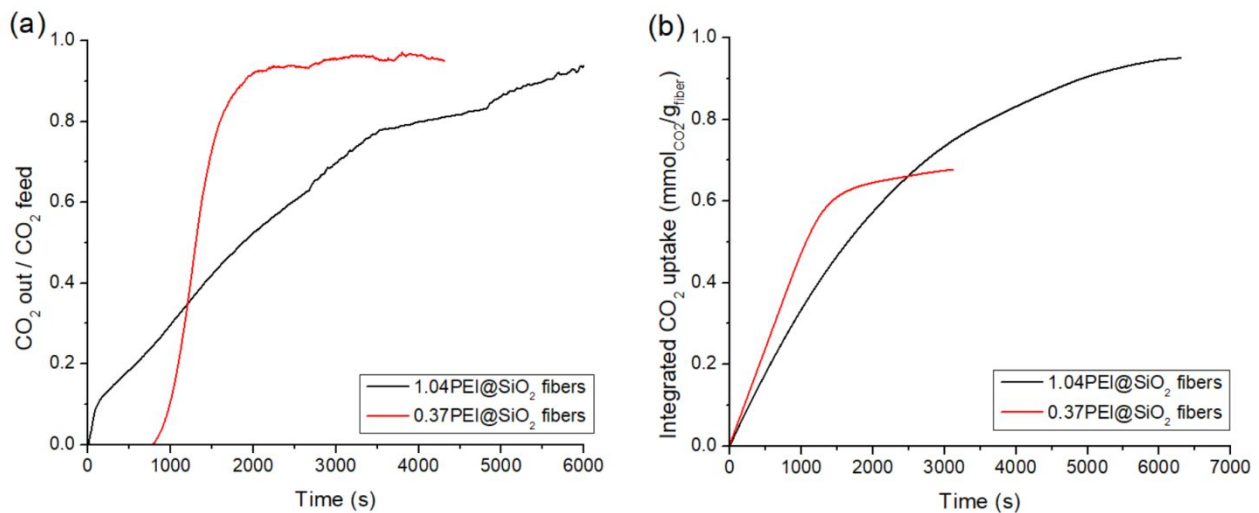 (a)
1.0
0.8
0.6
0.4
0.2
0.0
CO₂ out / CO₂ feed
0 1000 2000 3000 4000 5000 6000
Time (s)
1.04PEI@SiO₂ fibers
0.37PEI@SiO₂ fibers
(b)
1.0
0.8
0.6
0.4
0.2
0.0
Integrated CO₂ uptake (mmol_CO2/g_fiber)
0 1000 2000 3000 4000 5000 6000 7000
Time (s)
1.04PEI@SiO₂ fibers
0.37PEI@SiO₂ fibers